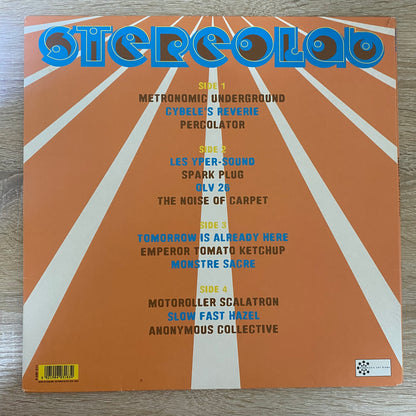 STEREOLAB
SIDE 1
METRONOMIC UNDERGROUND
CYBELE'S REVERIE
PERCOLATOR
SIDE 2
LES YPER-SOUND
SPARK PLUG
OLV 26
THE NOISE OF CARPET
SIDE 3
TOMORROW IS ALREADY HERE
EMPEROR TOMATO KETCHUP
MONSTRE SACRE
SIDE 4
MOTOROLLER SCALATRON
SLOW FAST HAZEL
ANONYMOUS COLLECTIVE